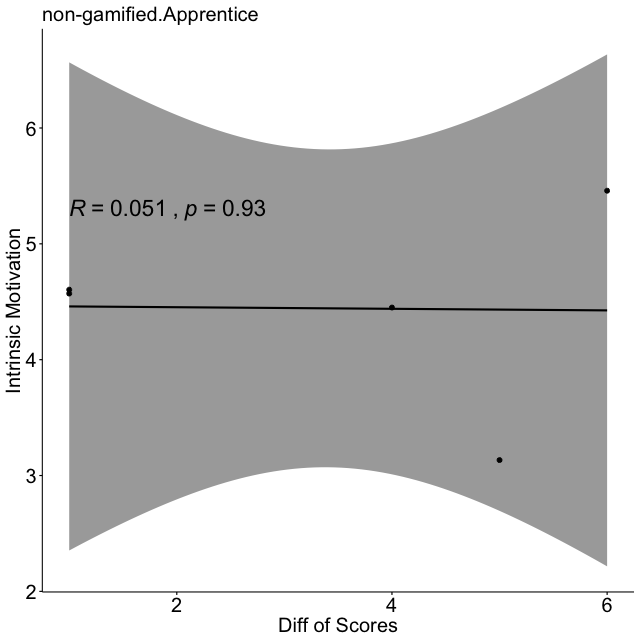 non-gamified.Apprentice
R = 0.051 , p = 0.93
Intrinsic Motivation
6
5
4
3
2
2 4 6
Diff of Scores